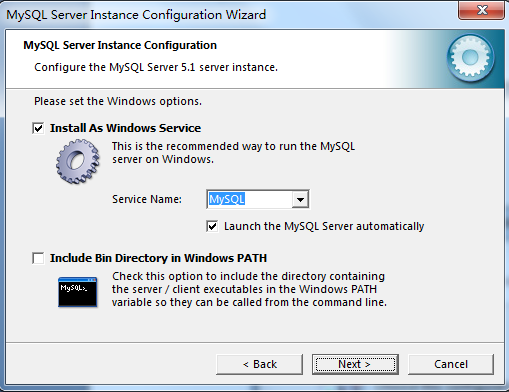 MySQL Server Instance Configuration Wizard
MySQL Server Instance Configuration
Configure the MySQL Server 5.1 server instance.
Please set the Windows options.
Install As Windows Service
This is the recommended way to run the MySQL
server on Windows.
Service Name: MySQL
Launch the MySQL Server automatically
Include Bin Directory in Windows PATH
MySQL>_
Check this option to include the directory containing
the server / client executables in the Windows PATH
variable so they can be called from the command line.
< Back Next > Cancel